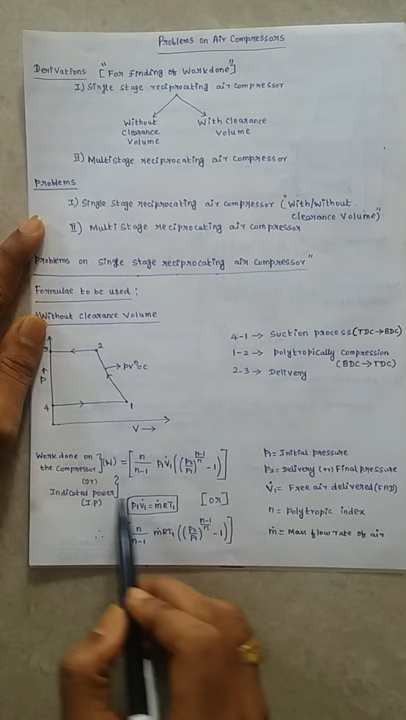 Problems on Air Compressors
Derivations ["For finding of Workdone"]
I) Single stage reciprocating air compressor
Without Clearance Volume
With Clearance Volume
II) Multistage reciprocating air compressor
Problems
I) Single stage reciprocating air compressor ("With/without Clearance Volume")
II) Multi stage reciprocating air compressor
Problems on Single stage reciprocating air compressor"
Formulae to be used :
Without clearance volume
2
PVⁿ=c
P
4
1
V →
4-1 → Suction process (TDC→BDC)
1-2 → Polytropically compression (BDC→TDC)
2-3 → Delivery
Work done on the Compressor (or) Indicated power (I.P) } (W) = [n/n-1 P₁V̇₁((P₂/P₁)^(n-1/n) -1)]
P₁V̇₁=ṁRT₁ [or]
∴ n/n-1 ṁRT₁((P₂/P₁)^(n-1/n) -1)]
P₁= Initial pressure
P₂= Delivery (or) Final pressure
V̇₁= Free air delivered (FAD)
n = Polytropic index
ṁ = Mass flow rate of air